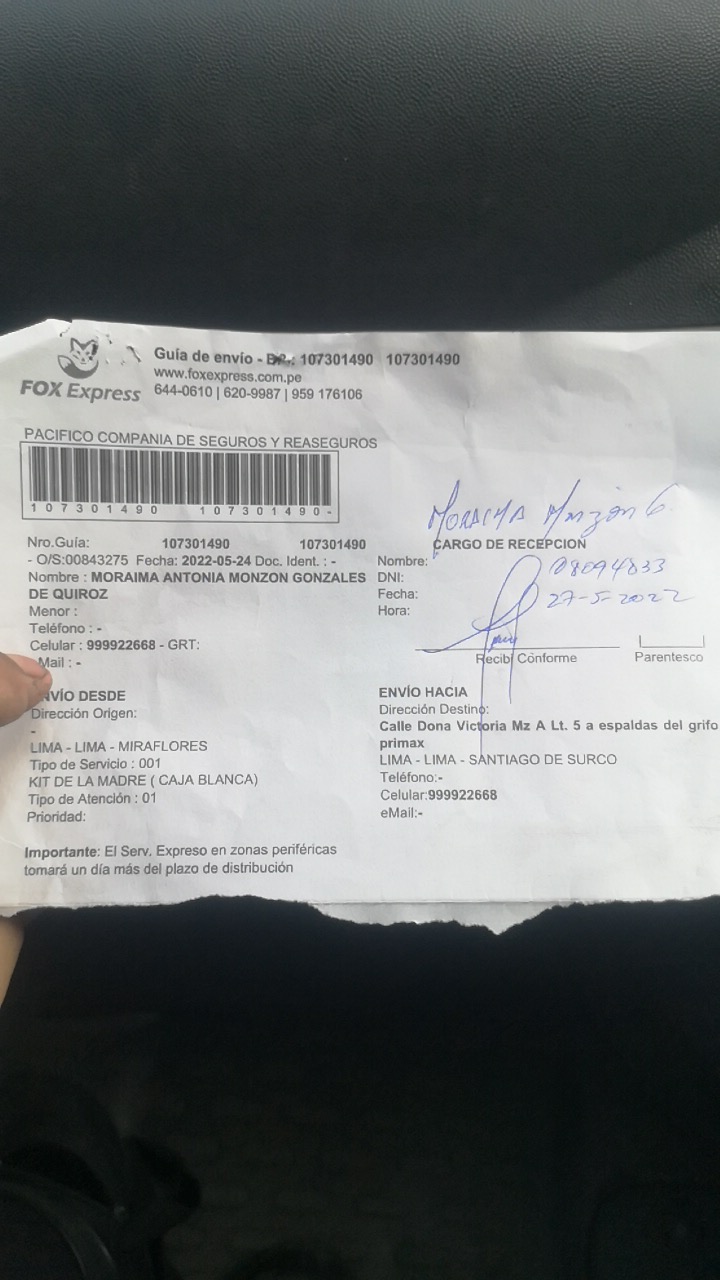 Guía de envío - 107301490 107301490
www.foxexpress.com.pe
644-0610 | 620-9987 | 959 176106
FOX Express
PACIFICO COMPANIA DE SEGUROS Y REASEGUROS
107301490 107301490-
Nro.Guía: 107301490 107301490
- O/S:00843275 Fecha: 2022-05-24 Doc. Ident. : -
Nombre : MORAIMA ANTONIA MONZON GONZALES
DE QUIROZ
Menor :
Teléfono : -
Celular : 999922668 - GRT:
Mail : -
MORAIMA Monzón G.
CARGO DE RECEPCION
Nombre:
DNI: 08094833
Fecha: 27-5-2022
Hora:
Recibí Conforme
Parentesco
ENVÍO DESDE
Dirección Origen:
-
LIMA - LIMA - MIRAFLORES
Tipo de Servicio : 001
KIT DE LA MADRE ( CAJA BLANCA)
Tipo de Atención : 01
Prioridad:
ENVÍO HACIA
Dirección Destino:
Calle Dona Victoria Mz A Lt. 5 a espaldas del grifo
primax
LIMA - LIMA - SANTIAGO DE SURCO
Teléfono:-
Celular:999922668
eMail:-
Importante: El Serv. Expreso en zonas periféricas
tomará un día más del plazo de distribución